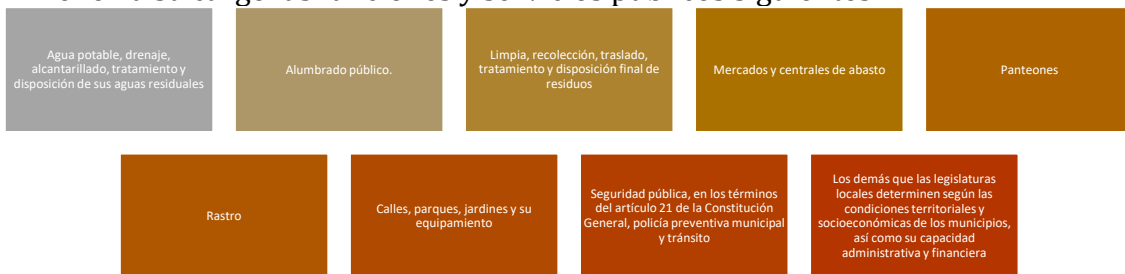 Agua potable, drenaje,
alcantarillado, tratamiento y
disposición de sus aguas residuales
Alumbrado público.
Limpia, recolección, traslado,
tratamiento y disposición final de
residuos
Mercados y centrales de abasto
Panteones
Rastro
Calles, parques, jardines y su
equipamiento
Seguridad pública, en los términos
del artículo 21 de la Constitución
General, policía preventiva municipal
y tránsito
Los demás que las legislaturas
locales determinen según las
condiciones territoriales y
socioeconómicas de los municipios,
así como su capacidad
administrativa y financiera